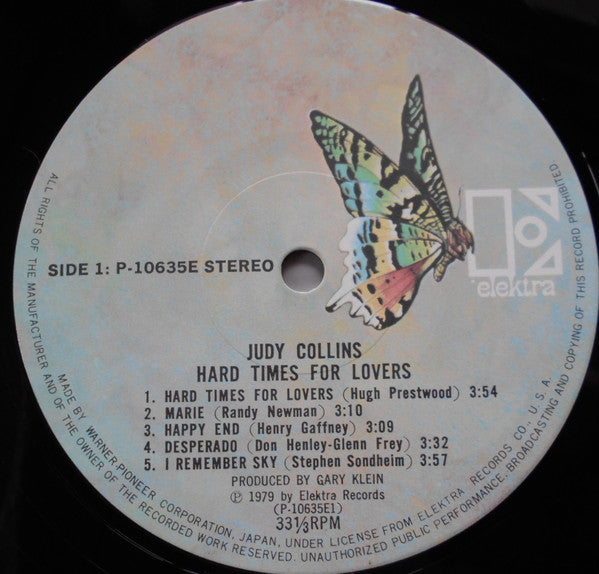 elektra
SIDE 1: P-10635E STEREO
JUDY COLLINS
HARD TIMES FOR LOVERS
1. HARD TIMES FOR LOVERS (Hugh Prestwood) 3:54
2. MARIE (Randy Newman) 3:10
3. HAPPY END (Henry Gaffney) 3:09
4. DESPERADO (Don Henley-Glenn Frey) 3:32
5. I REMEMBER SKY (Stephen Sondheim) 3:57
PRODUCED BY GARY KLEIN
Ⓟ 1979 by Elektra Records
(P-10635E1)
33⅓RPM
ALL RIGHTS OF THE MANUFACTURER AND OF THE OWNER OF THE RECORDED WORK RESERVED. UNAUTHORIZED PUBLIC PERFORMANCE, BROADCASTING AND COPYING OF THIS RECORD PROHIBITED
MADE BY WARNER-PIONEER CORPORATION, JAPAN, UNDER LICENSE FROM ELEKTRA RECORDS CO., U.S.A.